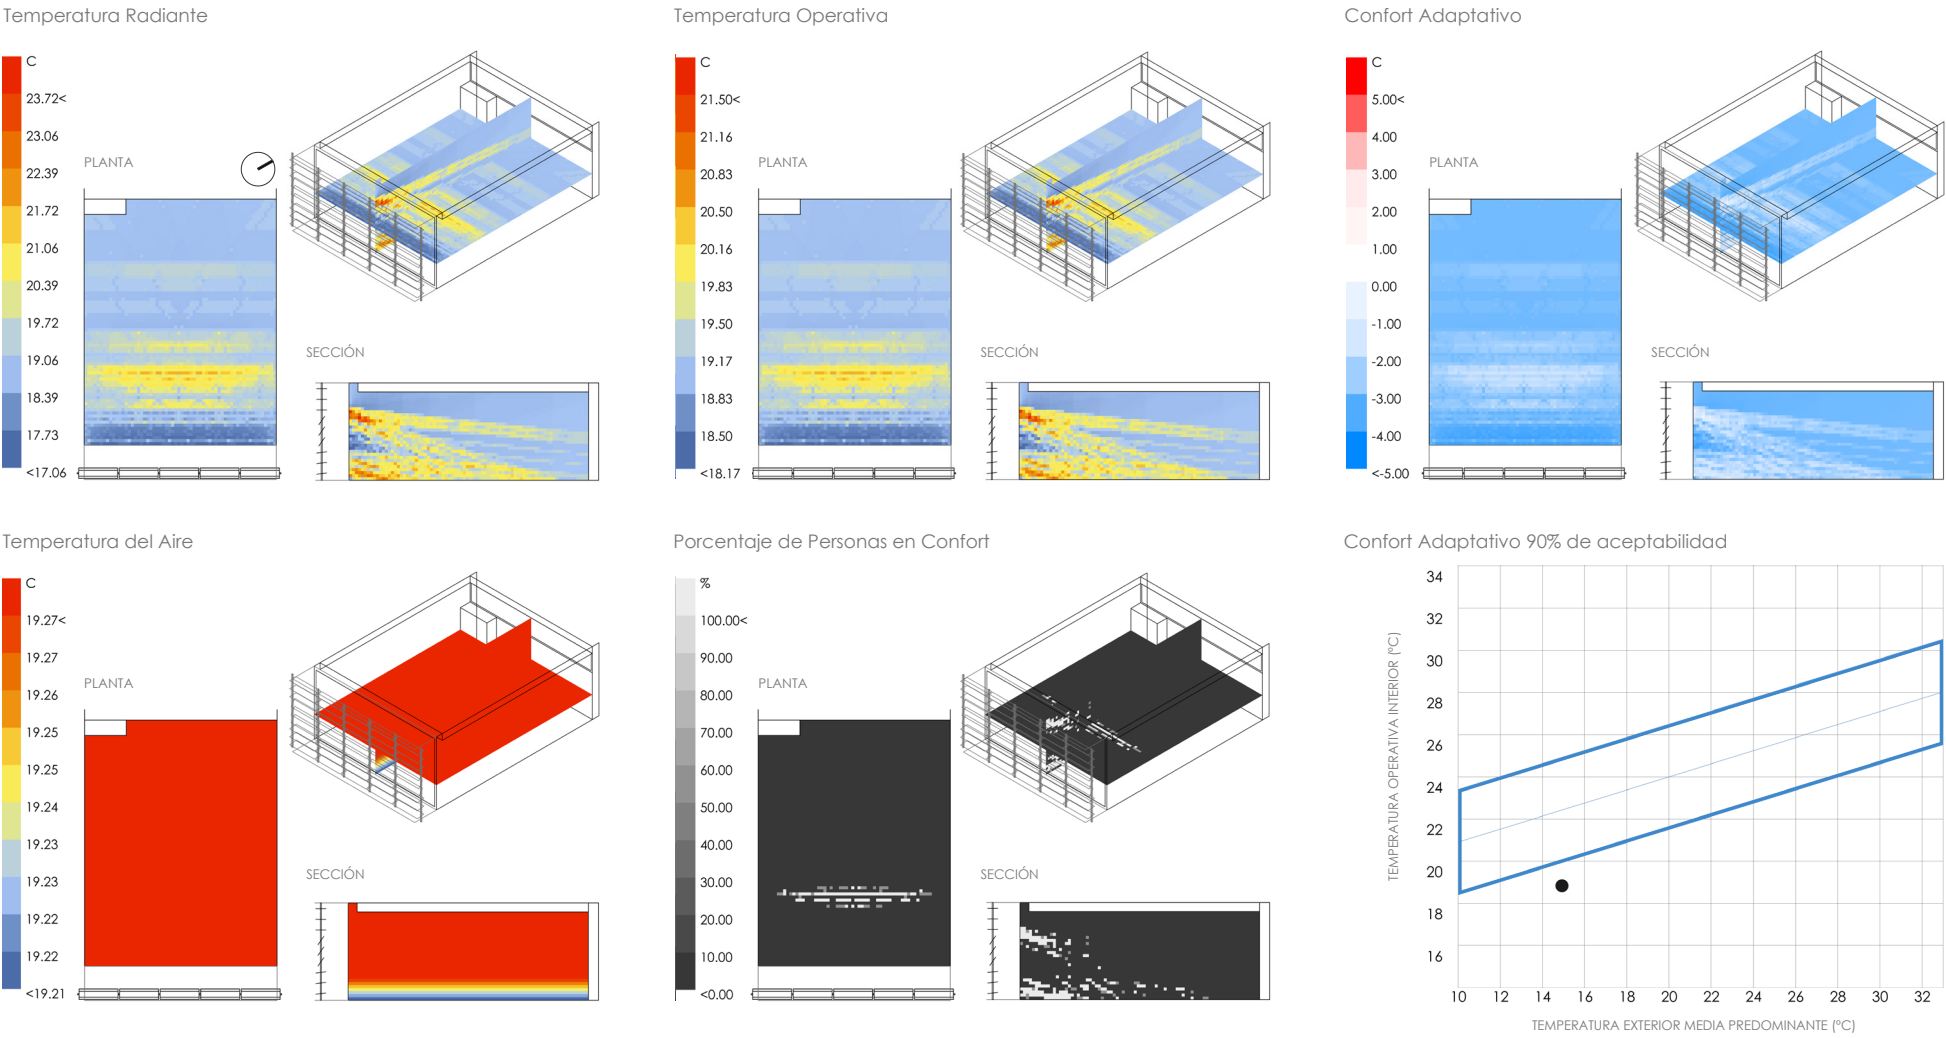 Temperatura Radiante
C
23.72<
23.06
22.39
21.72
21.06
20.39
19.72
19.06
18.39
17.73
<17.06
PLANTA
SECCIÓN
Temperatura Operativa
C
21.50<
21.16
20.83
20.50
20.16
19.83
19.50
19.17
18.83
18.50
<18.17
PLANTA
SECCIÓN
Confort Adaptativo
C
5.00<
4.00
3.00
2.00
1.00
0.00
-1.00
-2.00
-3.00
-4.00
<-5.00
PLANTA
SECCIÓN
Temperatura del Aire
C
19.27<
19.27
19.26
19.25
19.25
19.24
19.23
19.23
19.22
19.22
<19.21
PLANTA
SECCIÓN
Porcentaje de Personas en Confort
%
100.00<
90.00
80.00
70.00
60.00
50.00
40.00
30.00
20.00
10.00
<0.00
PLANTA
SECCIÓN
Confort Adaptativo 90% de aceptabilidad
TEMPERATURA OPERATIVA INTERIOR (ºC)
34
32
30
28
26
24
22
20
18
16
10 12 14 16 18 20 22 24 26 28 30 32
TEMPERATURA EXTERIOR MEDIA PREDOMINANTE (ºC)